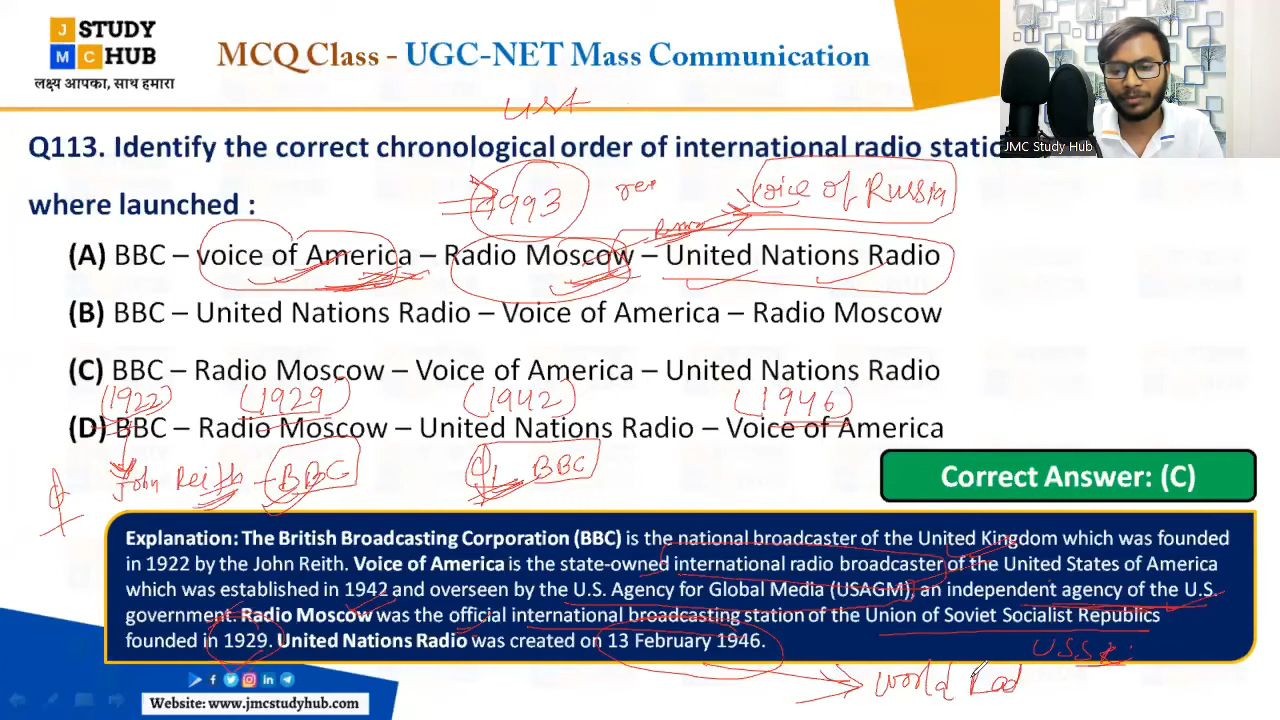 J STUDY
M C HUB
लक्ष्य आपका, साथ हमारा
MCQ Class - UGC-NET Mass Communication
JMC Study Hub
Q113. Identify the correct chronological order of international radio statio
where launched :
1993
voice of Russia
(A) BBC – voice of America – Radio Moscow – United Nations Radio
(B) BBC – United Nations Radio – Voice of America – Radio Moscow
(C) BBC – Radio Moscow – Voice of America – United Nations Radio
(1922) (1929) (1942) (1946)
(D) BBC – Radio Moscow – United Nations Radio – Voice of America
John Reith – BBC
BBC
Correct Answer: (C)
Explanation: The British Broadcasting Corporation (BBC) is the national broadcaster of the United Kingdom which was founded
in 1922 by the John Reith. Voice of America is the state-owned international radio broadcaster of the United States of America
which was established in 1942 and overseen by the U.S. Agency for Global Media (USAGM), an independent agency of the U.S.
government. Radio Moscow was the official international broadcasting station of the Union of Soviet Socialist Republics
founded in 1929. United Nations Radio was created on 13 February 1946.
World Rad
Website: www.jmcstudyhub.com